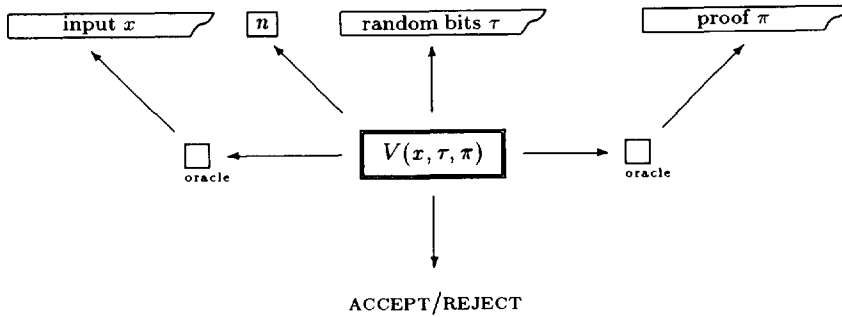 input x n random bits τ proof π
V(x, τ, π)
oracle oracle
ACCEPT/REJECT